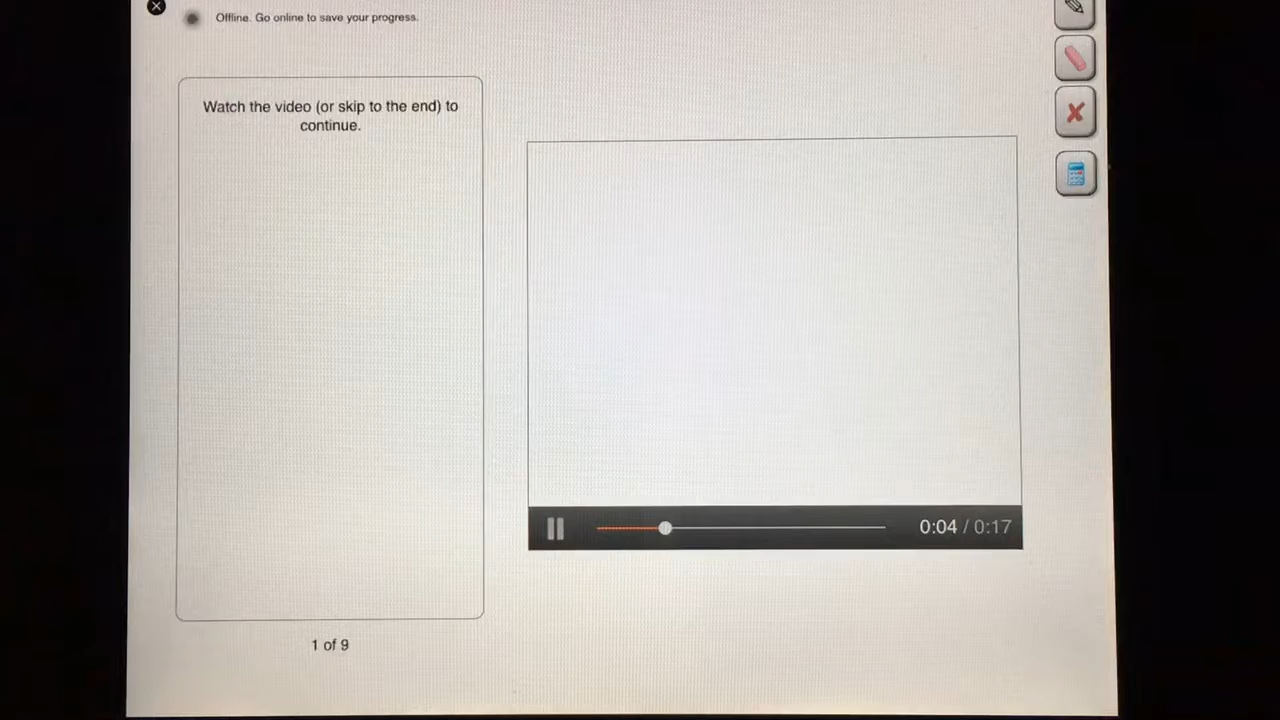 Offline. Go online to save your progress.
Watch the video (or skip to the end) to
continue.
0:04 / 0:17
1 of 9